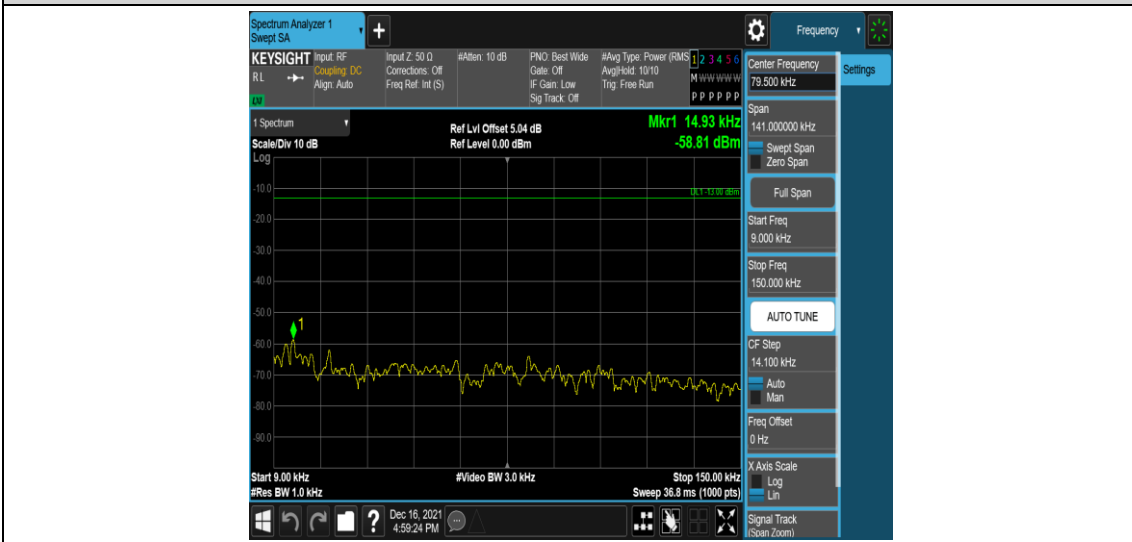 Spectrum Analyzer 1
Swept SA
+
Frequency
KEYSIGHT
RL
LXI
Input: RF
Coupling: DC
Align: Auto
Input Z: 50 Ω
Corrections: Off
Freq Ref: Int (S)
#Atten: 10 dB
PNO: Best Wide
Gate: Off
IF Gain: Low
Sig Track: Off
#Avg Type: Power (RMS
Avg|Hold: 10/10
Trig: Free Run
1 2 3 4 5 6
M W W W W W
P P P P P P
1 Spectrum
Scale/Div 10 dB
Log
Ref Lvl Offset 5.04 dB
Ref Level 0.00 dBm
Mkr1 14.93 kHz
-58.81 dBm
DL1 -13.00 dBm
-10.0
-20.0
-30.0
-40.0
-50.0
-60.0
-70.0
-80.0
-90.0
1
Start 9.00 kHz
#Res BW 1.0 kHz
#Video BW 3.0 kHz
Stop 150.00 kHz
Sweep 36.8 ms (1000 pts)
Center Frequency
79.500 kHz
Settings
Span
141.000000 kHz
Swept Span
Zero Span
Full Span
Start Freq
9.000 kHz
Stop Freq
150.000 kHz
AUTO TUNE
CF Step
14.100 kHz
Auto
Man
Freq Offset
0 Hz
X Axis Scale
Log
Lin
Signal Track
(Span Zoom)
?
Dec 16, 2021
4:59:24 PM